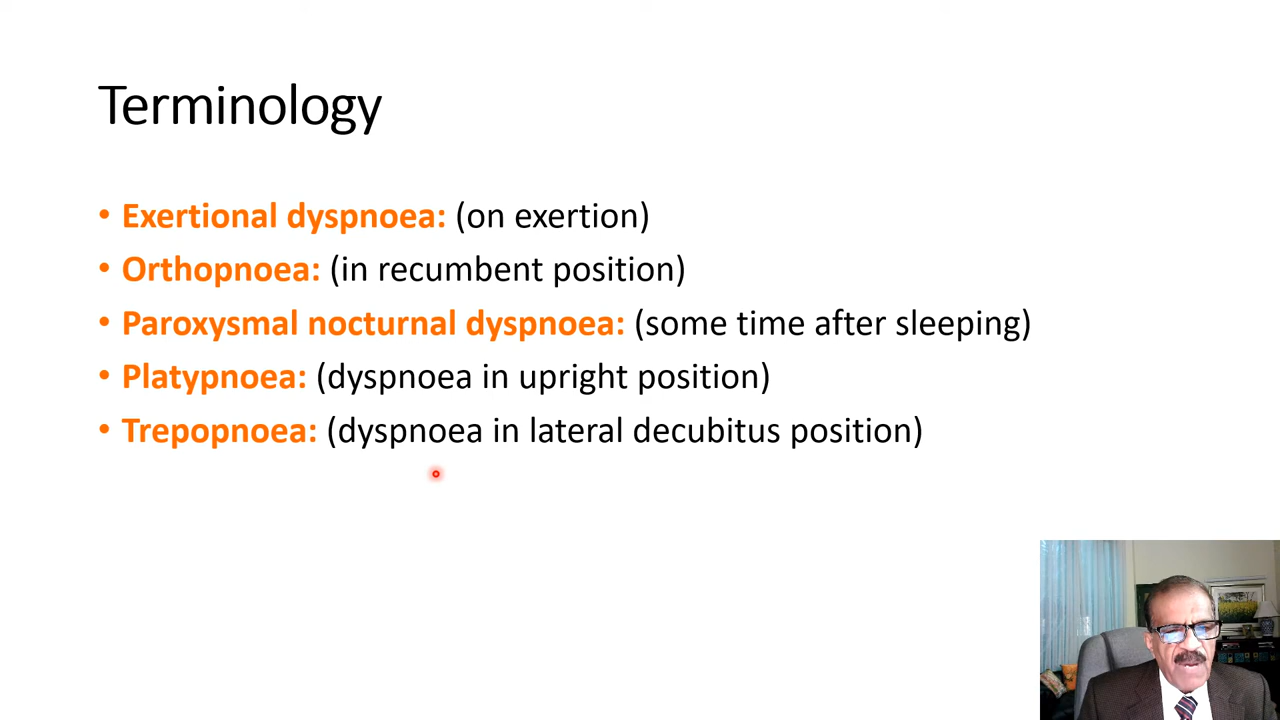 Terminology
• Exertional dyspnoea: (on exertion)
• Orthopnoea: (in recumbent position)
• Paroxysmal nocturnal dyspnoea: (some time after sleeping)
• Platypnoea: (dyspnoea in upright position)
• Trepopnoea: (dyspnoea in lateral decubitus position)